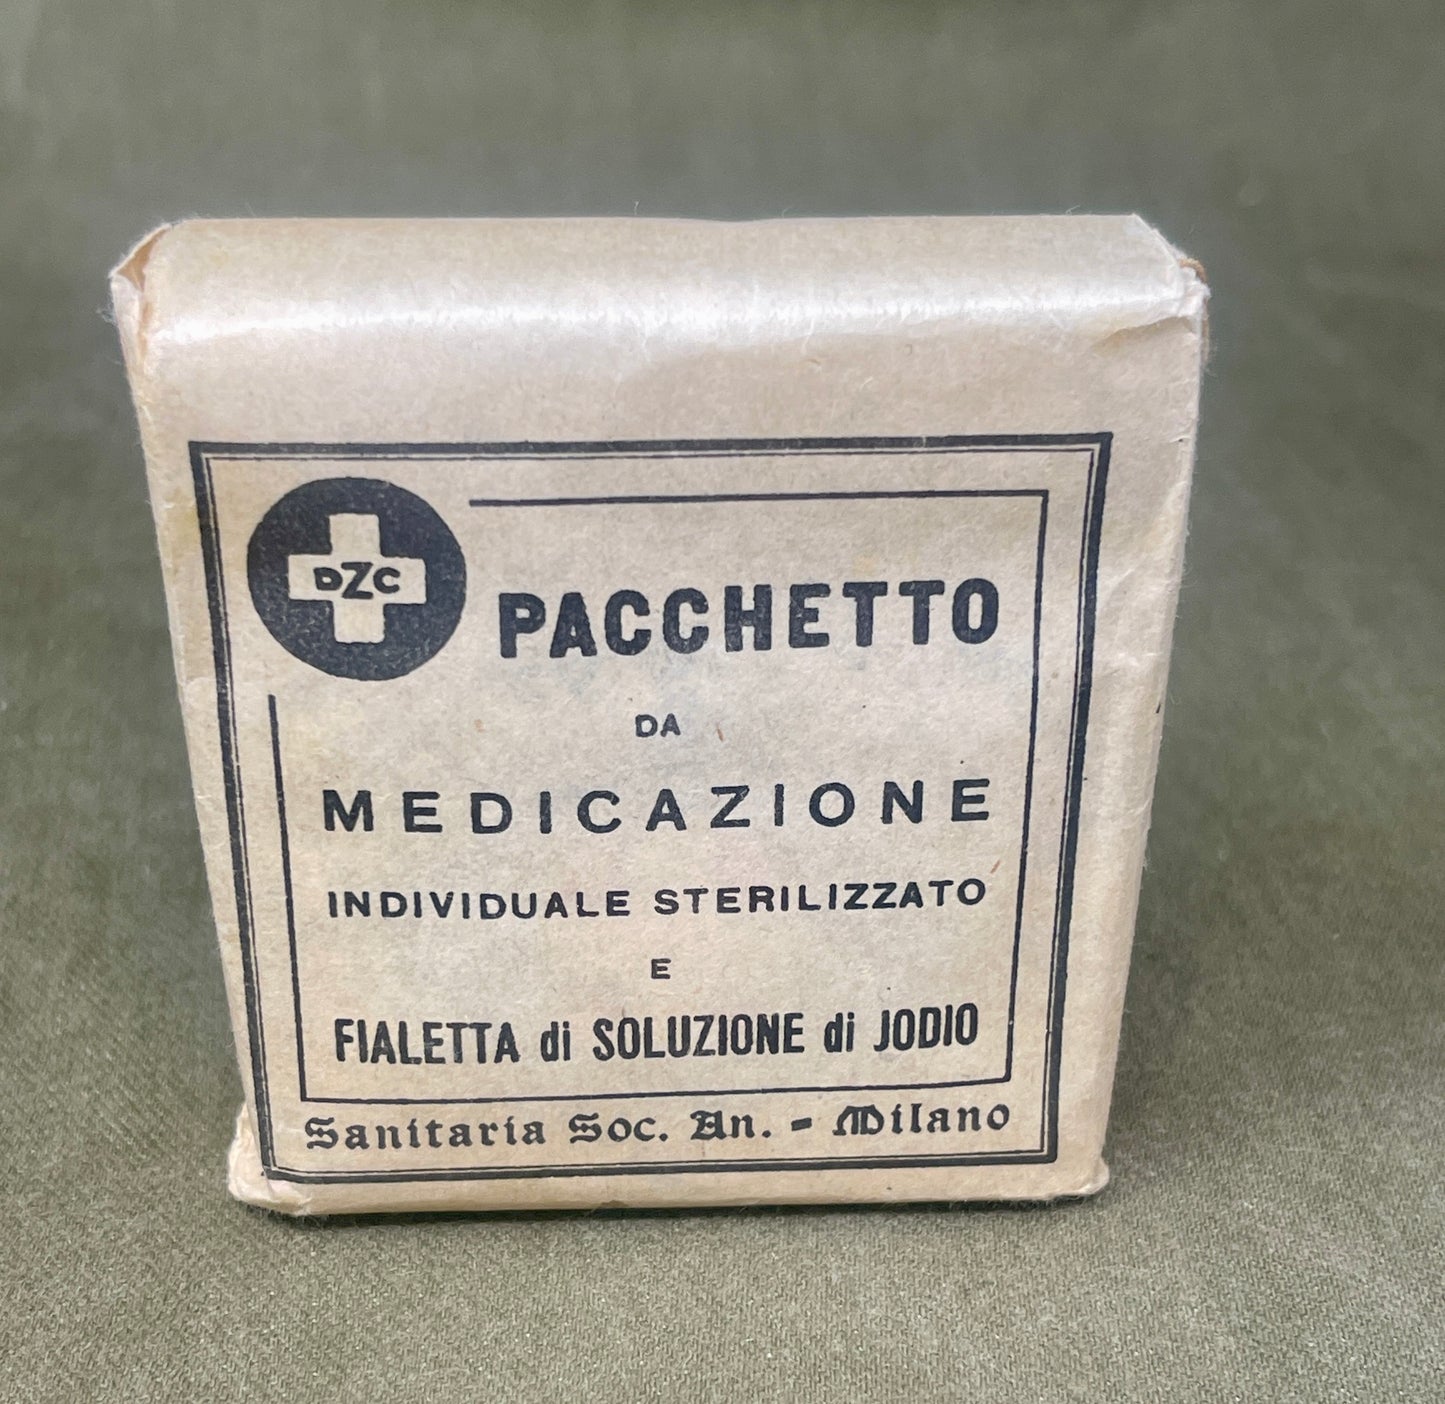 DZC
PACCHETTO
DA
MEDICAZIONE
INDIVIDUALE STERILIZZATO
E
FIALETTA di SOLUZIONE di JODIO
Sanitaria Soc. An. - Milano